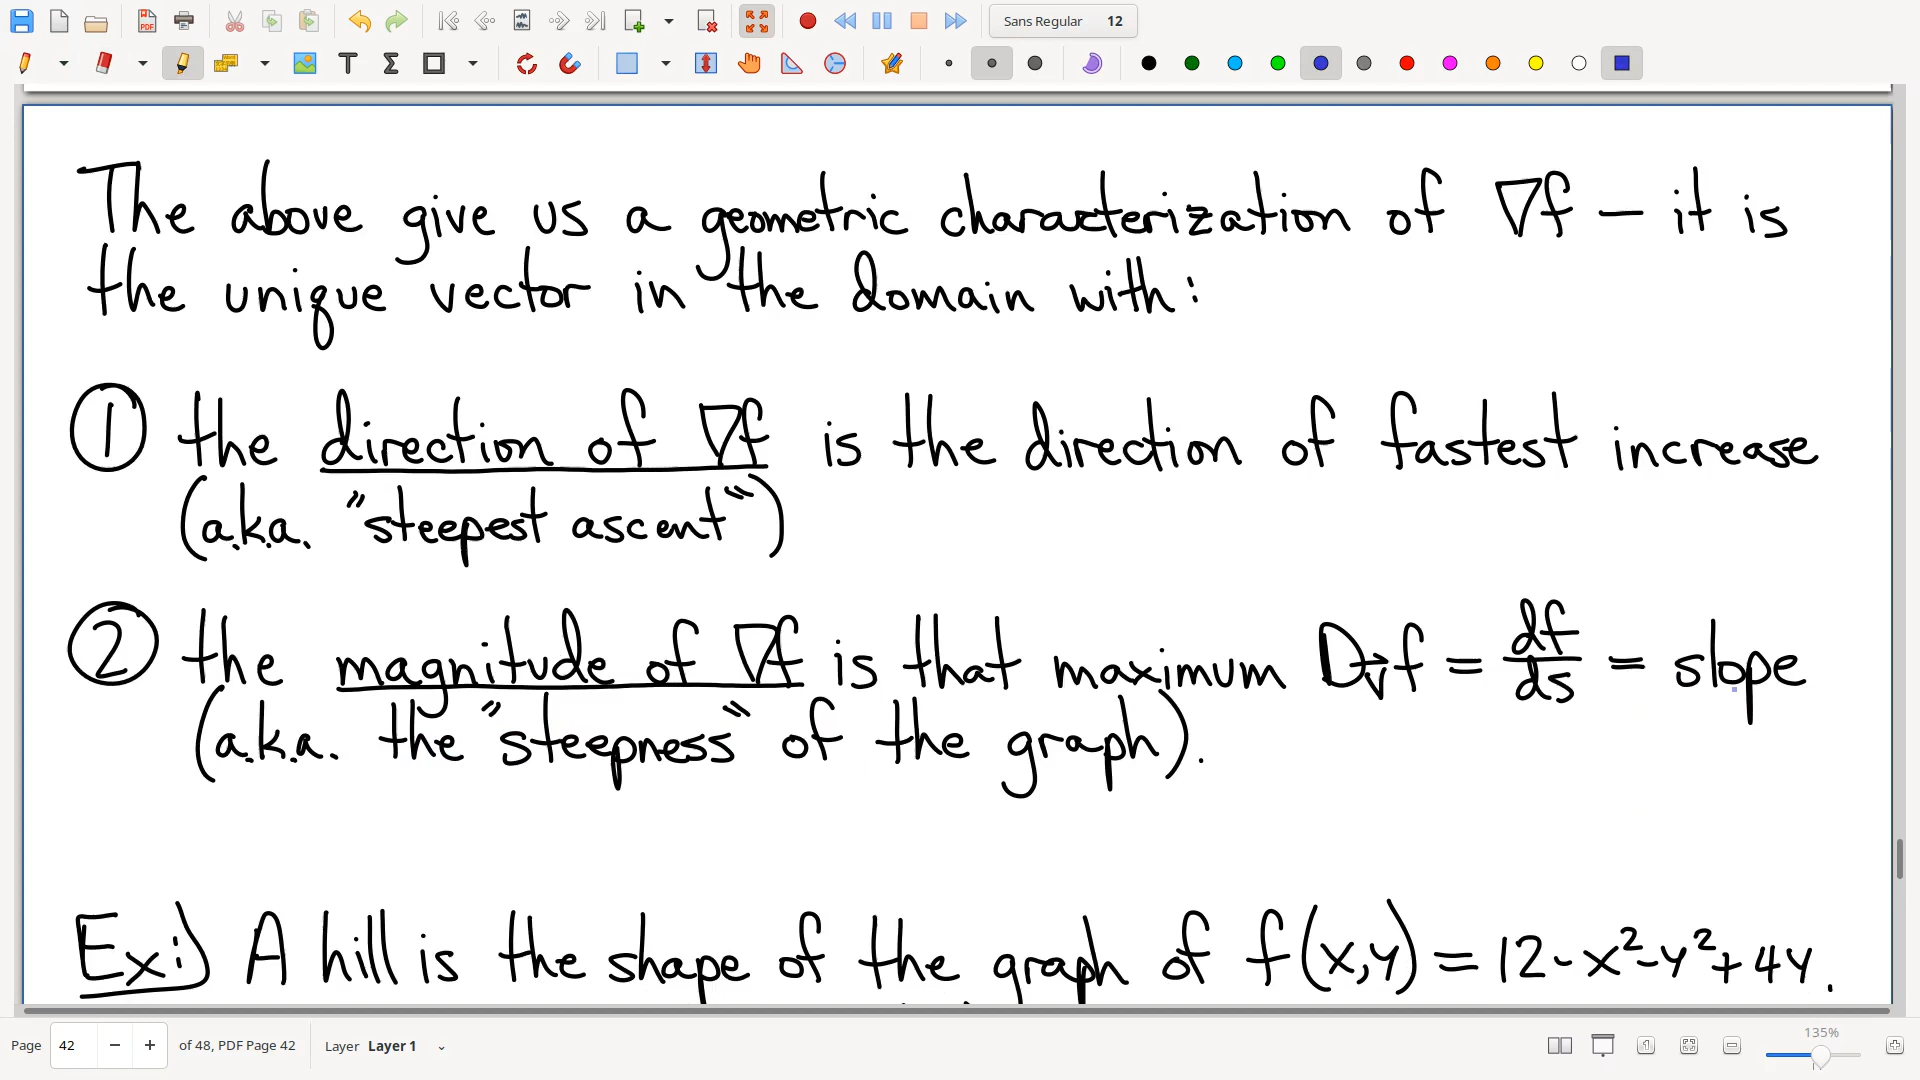 Sans Regular 12
The above give us a geometric characterization of ∇f — it is
the unique vector in the domain with:
① the direction of ∇f is the direction of fastest increase
(a.k.a. "steepest ascent")
② the magnitude of ∇f is that maximum D_v⃗ f = df/ds = slope
(a.k.a. the "steepness" of the graph).
Ex:) A hill is the shape of the graph of f(x,y) = 12 - x² - y² + 4y.
Page 42 of 48, PDF Page 42 Layer Layer 1 135%